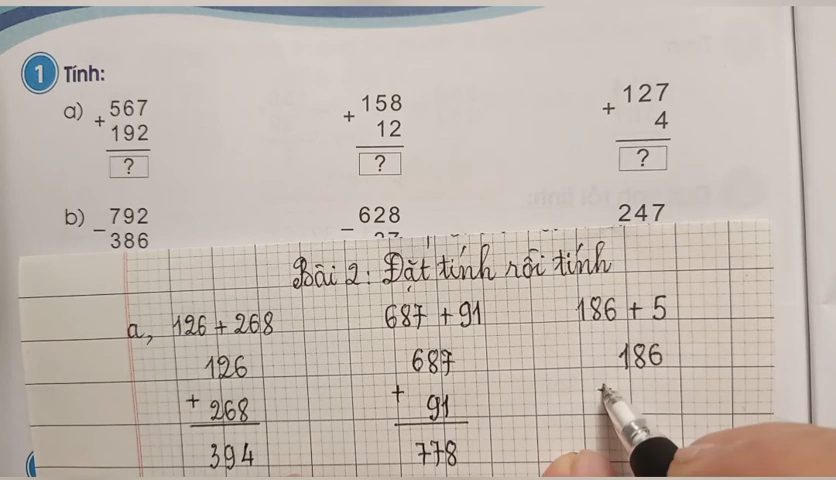 1 Tính:
a) + 567 + 158 + 127
192 12 4
? ? ?
b) - 792 - 628 247
386
Bài 2: Đặt tính rồi tính
a, 126 + 268 687 + 91 186 + 5
126 687 186
+ 268 + 91 +
394 778